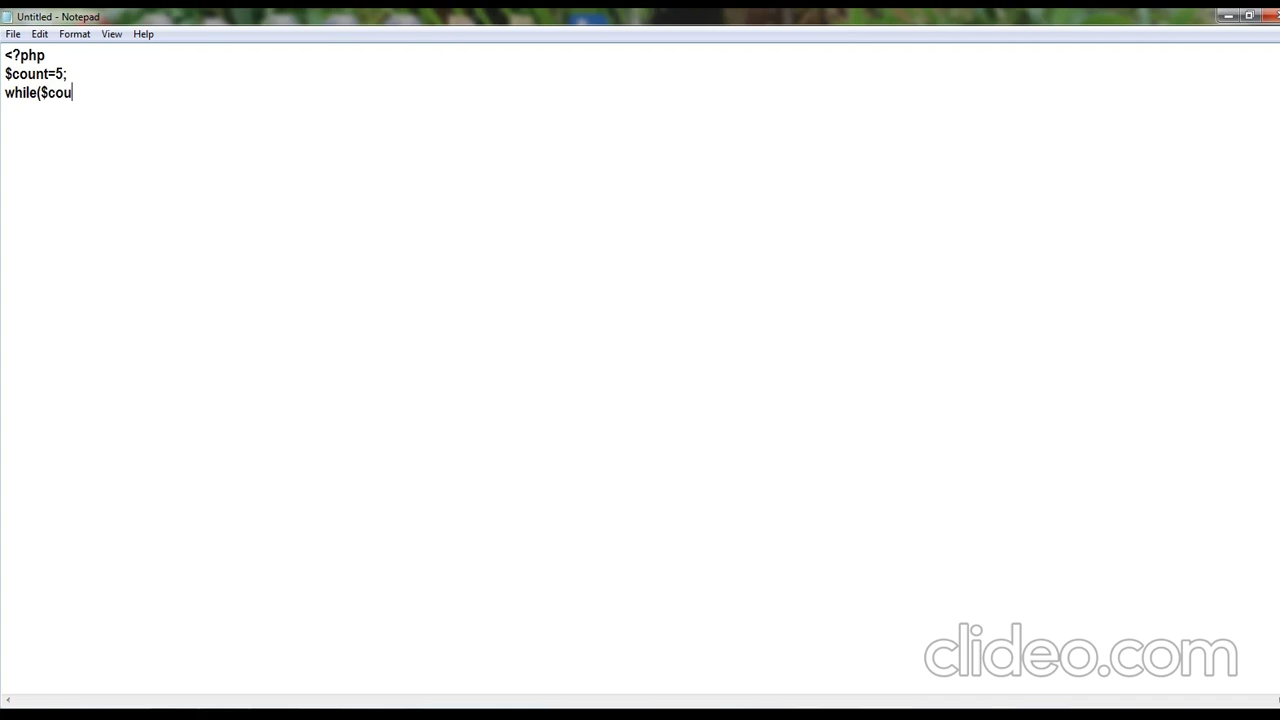 Untitled - Notepad
File Edit Format View Help
<?php
$count=5;
while($cou
clideo.com